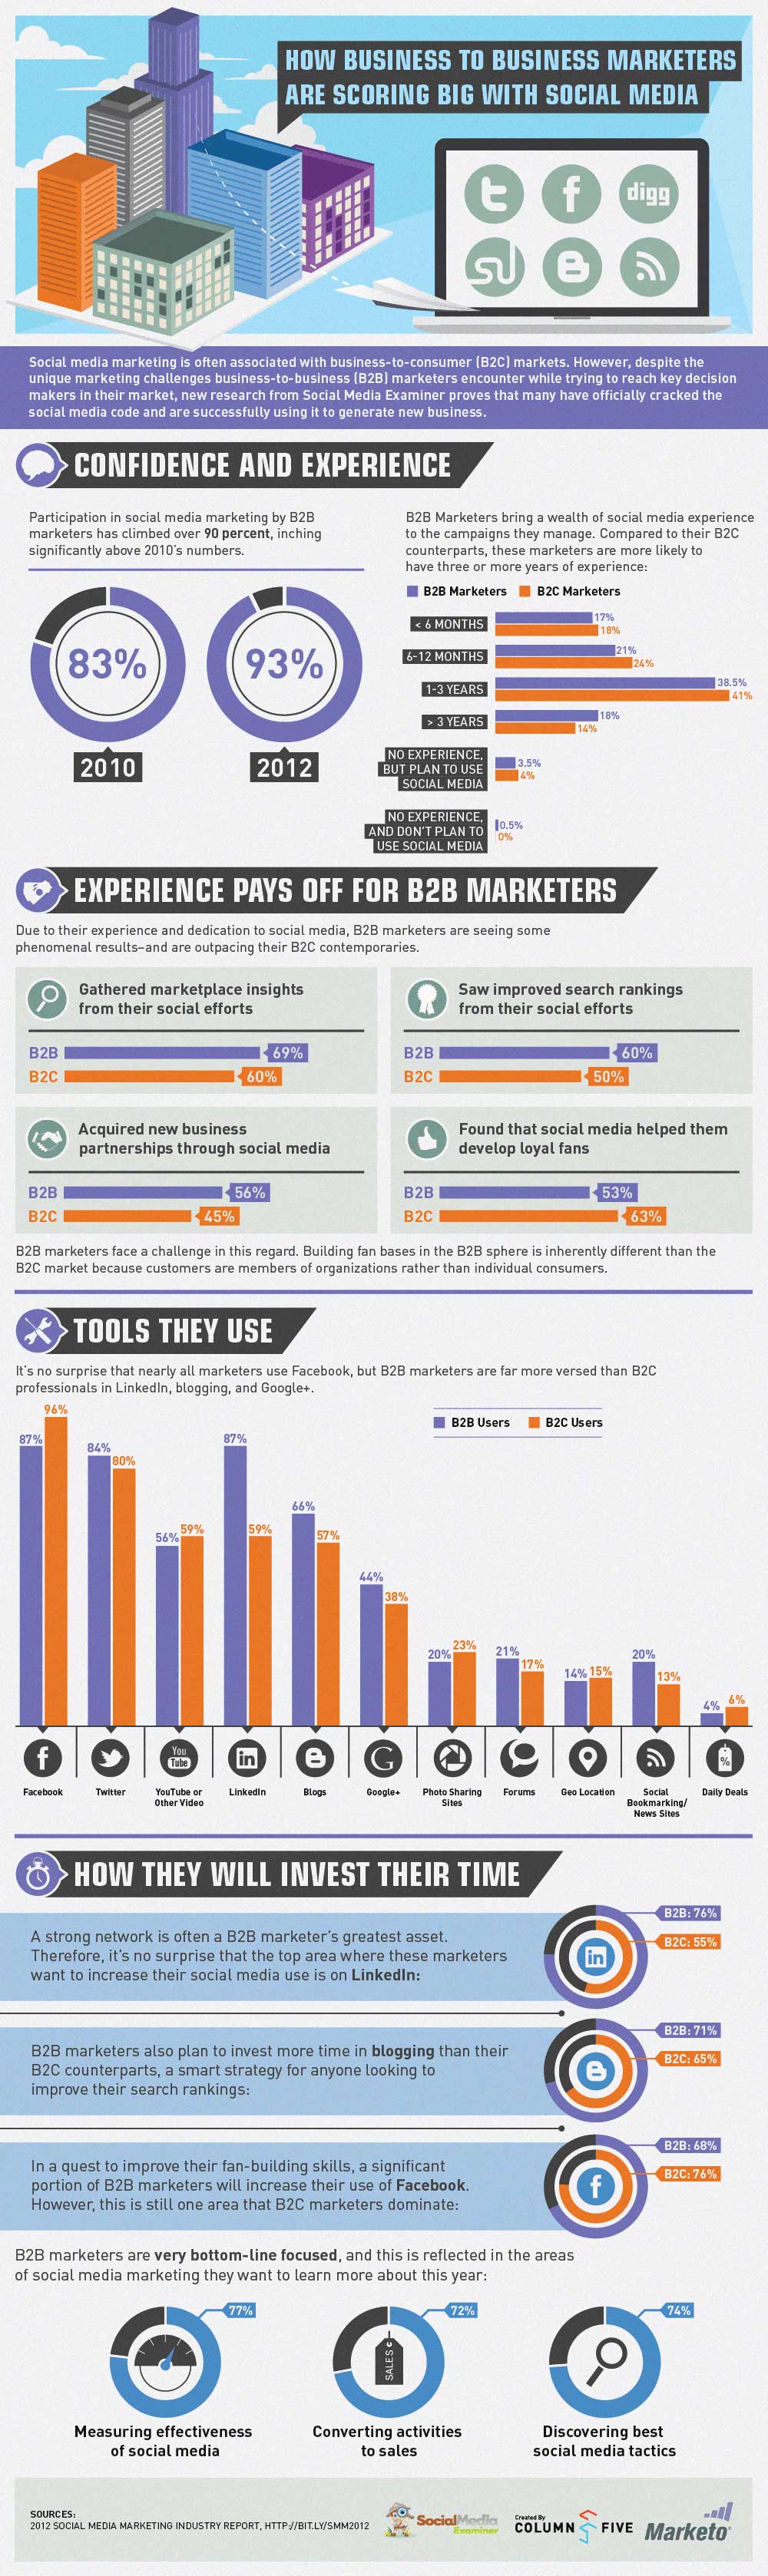 HOW BUSINESS TO BUSINESS MARKETERS
ARE SCORING BIG WITH SOCIAL MEDIA
digg
Social media marketing is often associated with business-to-consumer (B2C) markets. However, despite the
unique marketing challenges business-to-business (B2B) marketers encounter while trying to reach key decision
makers in their market, new research from Social Media Examiner proves that many have officially cracked the
social media code and are successfully using it to generate new business.
CONFIDENCE AND EXPERIENCE
Participation in social media marketing by B2B
marketers has climbed over 90 percent, inching
significantly above 2010's numbers.
83%
93%
2010
2012
B2B Marketers bring a wealth of social media experience
to the campaigns they manage. Compared to their B2C
counterparts, these marketers are more likely to
have three or more years of experience:
B2B Marketers
B2C Marketers
< 6 MONTHS
17%
18%
6-12 MONTHS
21%
24%
1-3 YEARS
38.5%
41%
> 3 YEARS
18%
14%
NO EXPERIENCE,
BUT PLAN TO USE
SOCIAL MEDIA
3.5%
4%
NO EXPERIENCE,
AND DON'T PLAN TO
USE SOCIAL MEDIA
0.5%
0%
EXPERIENCE PAYS OFF FOR B2B MARKETERS
Due to their experience and dedication to social media, B2B marketers are seeing some
phenomenal results–and are outpacing their B2C contemporaries.
Gathered marketplace insights
from their social efforts
B2B 69%
B2C 60%
Saw improved search rankings
from their social efforts
B2B 60%
B2C 50%
Acquired new business
partnerships through social media
B2B 56%
B2C 45%
Found that social media helped them
develop loyal fans
B2B 53%
B2C 63%
B2B marketers face a challenge in this regard. Building fan bases in the B2B sphere is inherently different than the
B2C market because customers are members of organizations rather than individual consumers.
TOOLS THEY USE
It's no surprise that nearly all marketers use Facebook, but B2B marketers are far more versed than B2C
professionals in LinkedIn, blogging, and Google+.
B2B Users
B2C Users
87% 96%
84% 80%
56% 59%
87% 59%
66% 57%
44% 38%
20% 23%
21% 17%
14% 15%
20% 13%
4% 6%
You
Tube
in
G
%
Facebook
Twitter
YouTube or
Other Video
LinkedIn
Blogs
Google+
Photo Sharing
Sites
Forums
Geo Location
Social
Bookmarking/
News Sites
Daily Deals
HOW THEY WILL INVEST THEIR TIME
A strong network is often a B2B marketer's greatest asset.
Therefore, it's no surprise that the top area where these marketers
want to increase their social media use is on LinkedIn:
in
B2B: 76%
B2C: 55%
B2B marketers also plan to invest more time in blogging than their
B2C counterparts, a smart strategy for anyone looking to
improve their search rankings:
B2B: 71%
B2C: 65%
In a quest to improve their fan-building skills, a significant
portion of B2B marketers will increase their use of Facebook.
However, this is still one area that B2C marketers dominate:
B2B: 68%
B2C: 76%
B2B marketers are very bottom-line focused, and this is reflected in the areas
of social media marketing they want to learn more about this year:
77%
72%
SALES
74%
Measuring effectiveness
of social media
Converting activities
to sales
Discovering best
social media tactics
SOURCES:
2012 SOCIAL MEDIA MARKETING INDUSTRY REPORT, HTTP://BIT.LY/SMM2012
SocialMedia
Examiner
Created By
COLUMN FIVE
Marketo